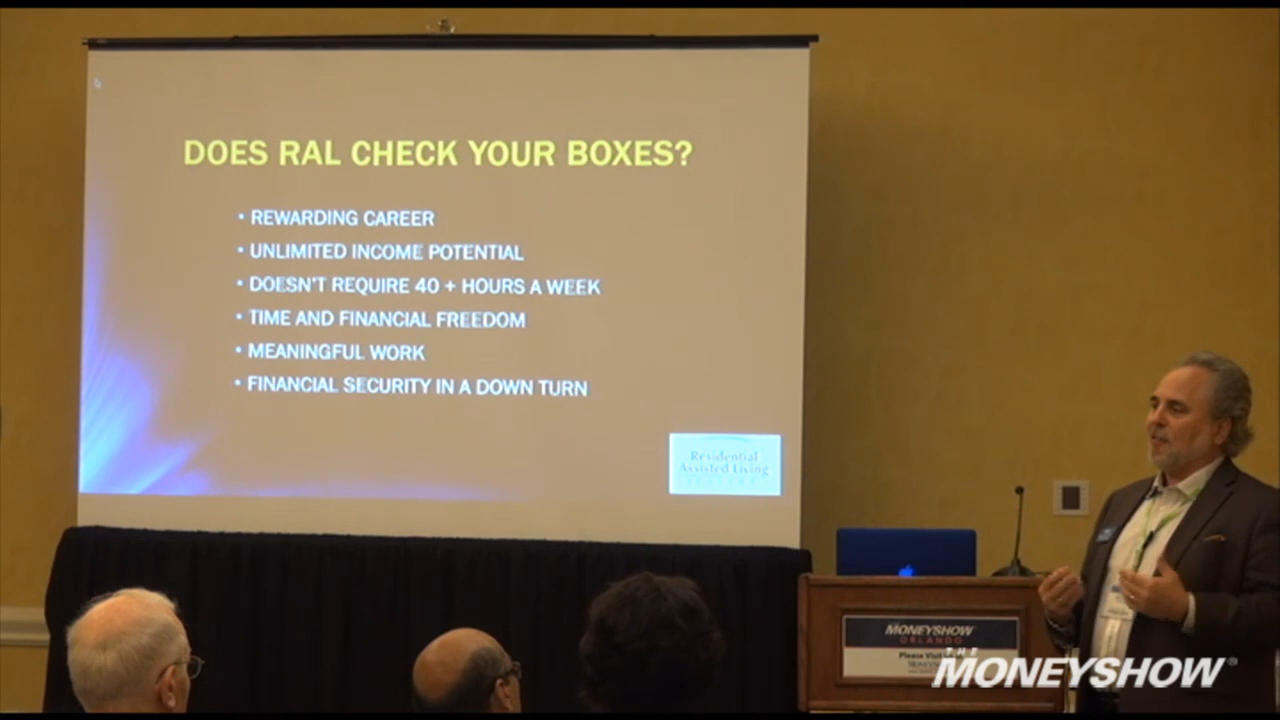 DOES RAL CHECK YOUR BOXES?
• REWARDING CAREER
• UNLIMITED INCOME POTENTIAL
• DOESN'T REQUIRE 40 + HOURS A WEEK
• TIME AND FINANCIAL FREEDOM
• MEANINGFUL WORK
• FINANCIAL SECURITY IN A DOWN TURN
Residential
Assisted Living
MONEYSHOW
ORLANDO
Please Visit
THE
MONEYSHOW®